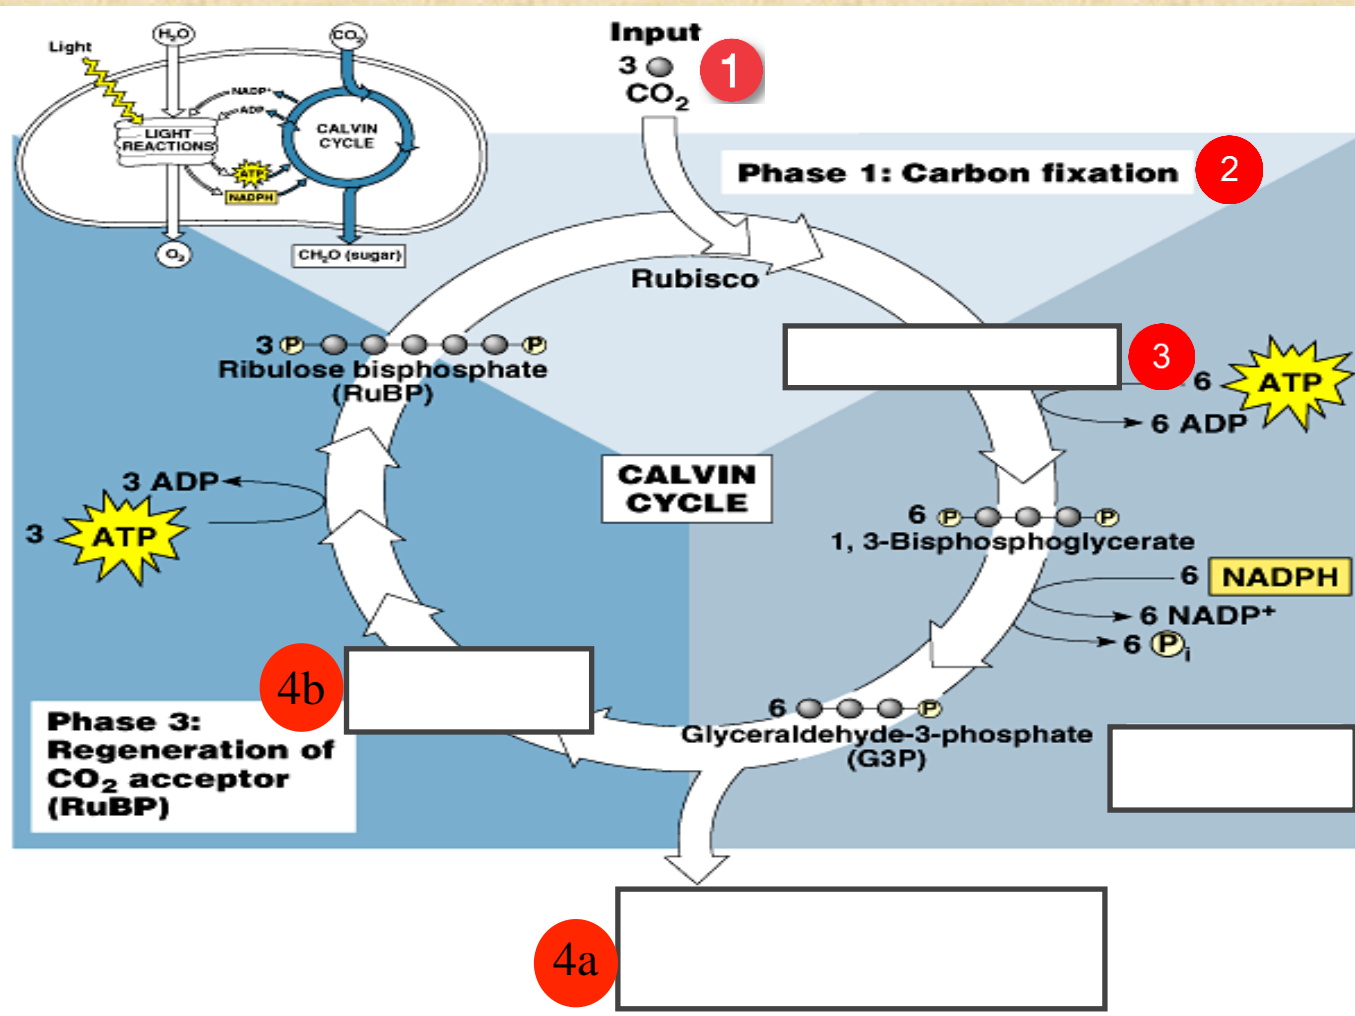 Light
H₂O
CO₂
NADP⁺
ADP
LIGHT
REACTIONS
CALVIN
CYCLE
ATP
NADPH
O₂
CH₂O (sugar)
Input
3
CO₂
1
Phase 1: Carbon fixation
2
Rubisco
3 P P
Ribulose bisphosphate
(RuBP)
3
6 ATP
6 ADP
3 ADP
3 ATP
CALVIN
CYCLE
6 P P
1, 3-Bisphosphoglycerate
6 NADPH
6 NADP⁺
6 Pi
4b
Phase 3:
Regeneration of
CO₂ acceptor
(RuBP)
6 P
Glyceraldehyde-3-phosphate
(G3P)
4a